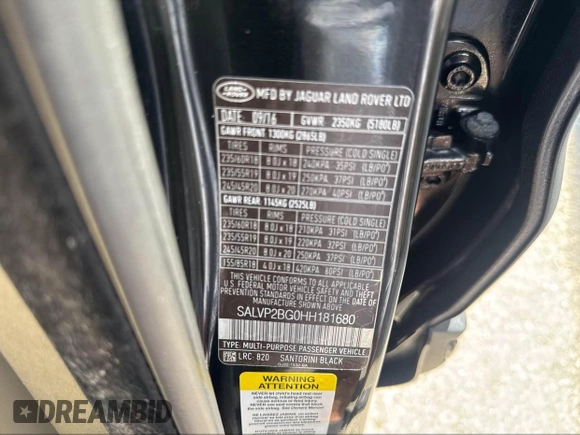 LAND ROVER
MFD BY JAGUAR LAND ROVER LTD
DATE 09/16 GVWR 2350KG (5180LB)
GAWR FRONT 1300KG (2865LB)
TIRES RIMS PRESSURE (COLD SINGLE)
235/60R18 8.0J x 18 240KPA 35PSI (LB/PO²)
235/55R19 8.0J x 19 250KPA 37PSI (LB/PO²)
245/45R20 8.0J x 20 270KPA 40PSI (LB/PO²)
GAWR REAR 1145KG (2525LB)
TIRES RIMS PRESSURE (COLD SINGLE)
235/60R18 8.0J x 18 210KPA 31PSI (LB/PO²)
235/55R19 8.0J x 19 220KPA 32PSI (LB/PO²)
245/45R20 8.0J x 20 250KPA 37PSI (LB/PO²)
155/85R18 4.0J x 18 420KPA 60PSI (LB/PO²)
THIS VEHICLE CONFORMS TO ALL APPLICABLE
U.S. FEDERAL MOTOR VEHICLE SAFETY
STANDARDS IN EFFECT ON THE DATE OF
MANUFACTURE SHOWN ABOVE
SALVP2BG0HH181680
TYPE: MULTI-PURPOSE PASSENGER VEHICLE
LRC: 820 SANTORINI BLACK
WARNING
ATTENTION
DREAMBID